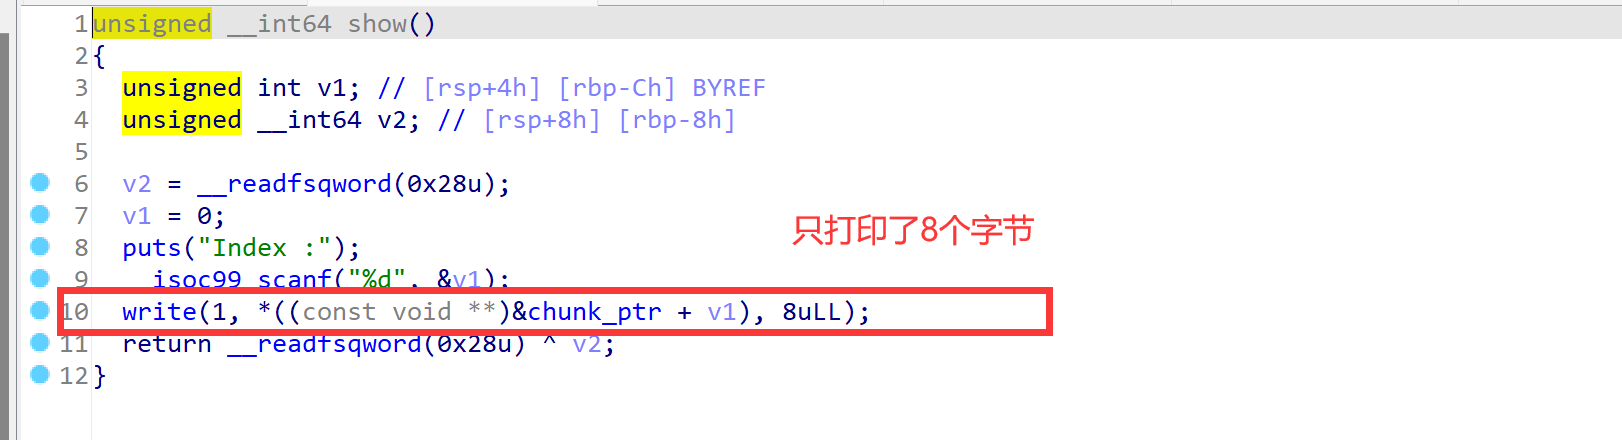 1 unsigned __int64 show()
2 {
3 unsigned int v1; // [rsp+4h] [rbp-Ch] BYREF
4 unsigned __int64 v2; // [rsp+8h] [rbp-8h]
5
6 v2 = __readfsqword(0x28u);
7 v1 = 0;
8 puts("Index :");
只打印了8个字节
9 __isoc99_scanf("%d", &v1);
10 write(1, *((const void **)&chunk_ptr + v1), 8uLL);
11 return __readfsqword(0x28u) ^ v2;
12 }